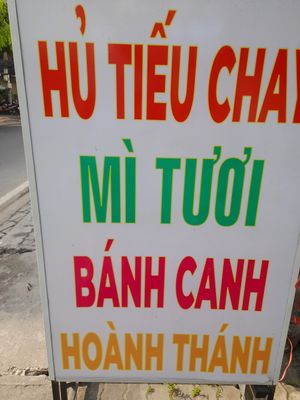 HỦ TIẾU CHAY
MÌ TƯƠI
BÁNH CANH
HOÀNH THÁNH